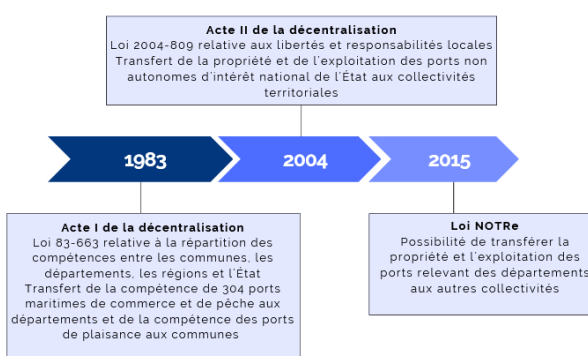 Acte II de la décentralisation
Loi 2004-809 relative aux libertés et responsabilités locales
Transfert de la propriété et de l'exploitation des ports non
autonomes d'intérêt national de l'État aux collectivités
territoriales
1983
2004
2015
Acte I de la décentralisation
Loi 83-663 relative à la répartition des
compétences entre les communes, les
départements, les régions et l'État
Transfert de la compétence de 304 ports
maritimes de commerce et de pêche aux
départements et de la compétence des ports
de plaisance aux communes
Loi NOTRe
Possibilité de transférer la
propriété et l'exploitation des
ports relevant des départements
aux autres collectivités